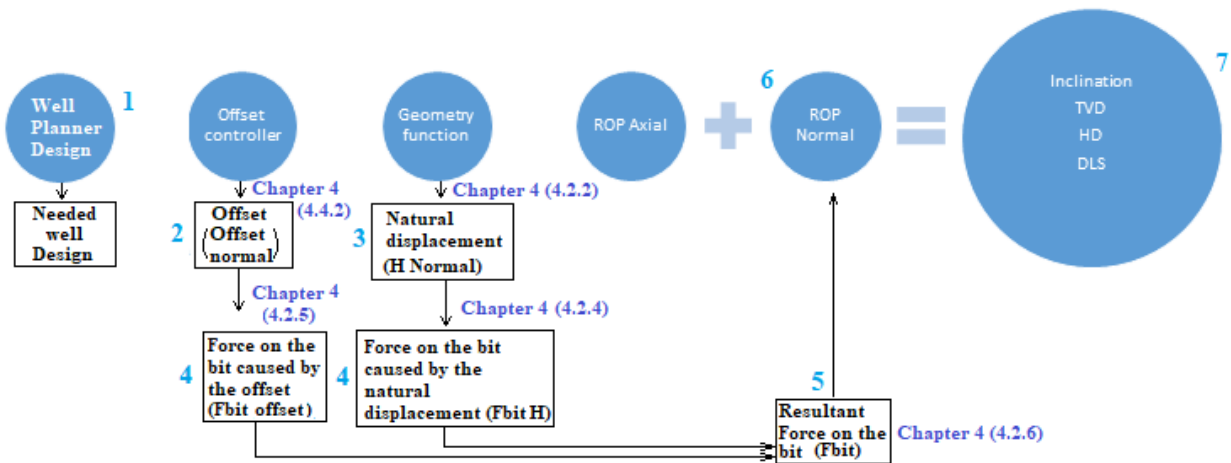 1
Well
Planner
Design
Needed
well
Design
Offset
controller
Chapter 4
(4.4.2)
2
Offset
(Offset
normal)
Chapter 4
(4.2.5)
4
Force on the
bit caused by
the offset
(Fbit offset)
Geometry
function
Chapter 4 (4.2.2)
3
Natural
displacement
(H Normal)
Chapter 4 (4.2.4)
4
Force on the bit
caused by the
natural
displacement (Fbit H)
ROP Axial
+
6
ROP
Normal
5
Resultant
Force on the
bit (Fbit)
Chapter 4 (4.2.6)
=
7
Inclination
TVD
HD
DLS